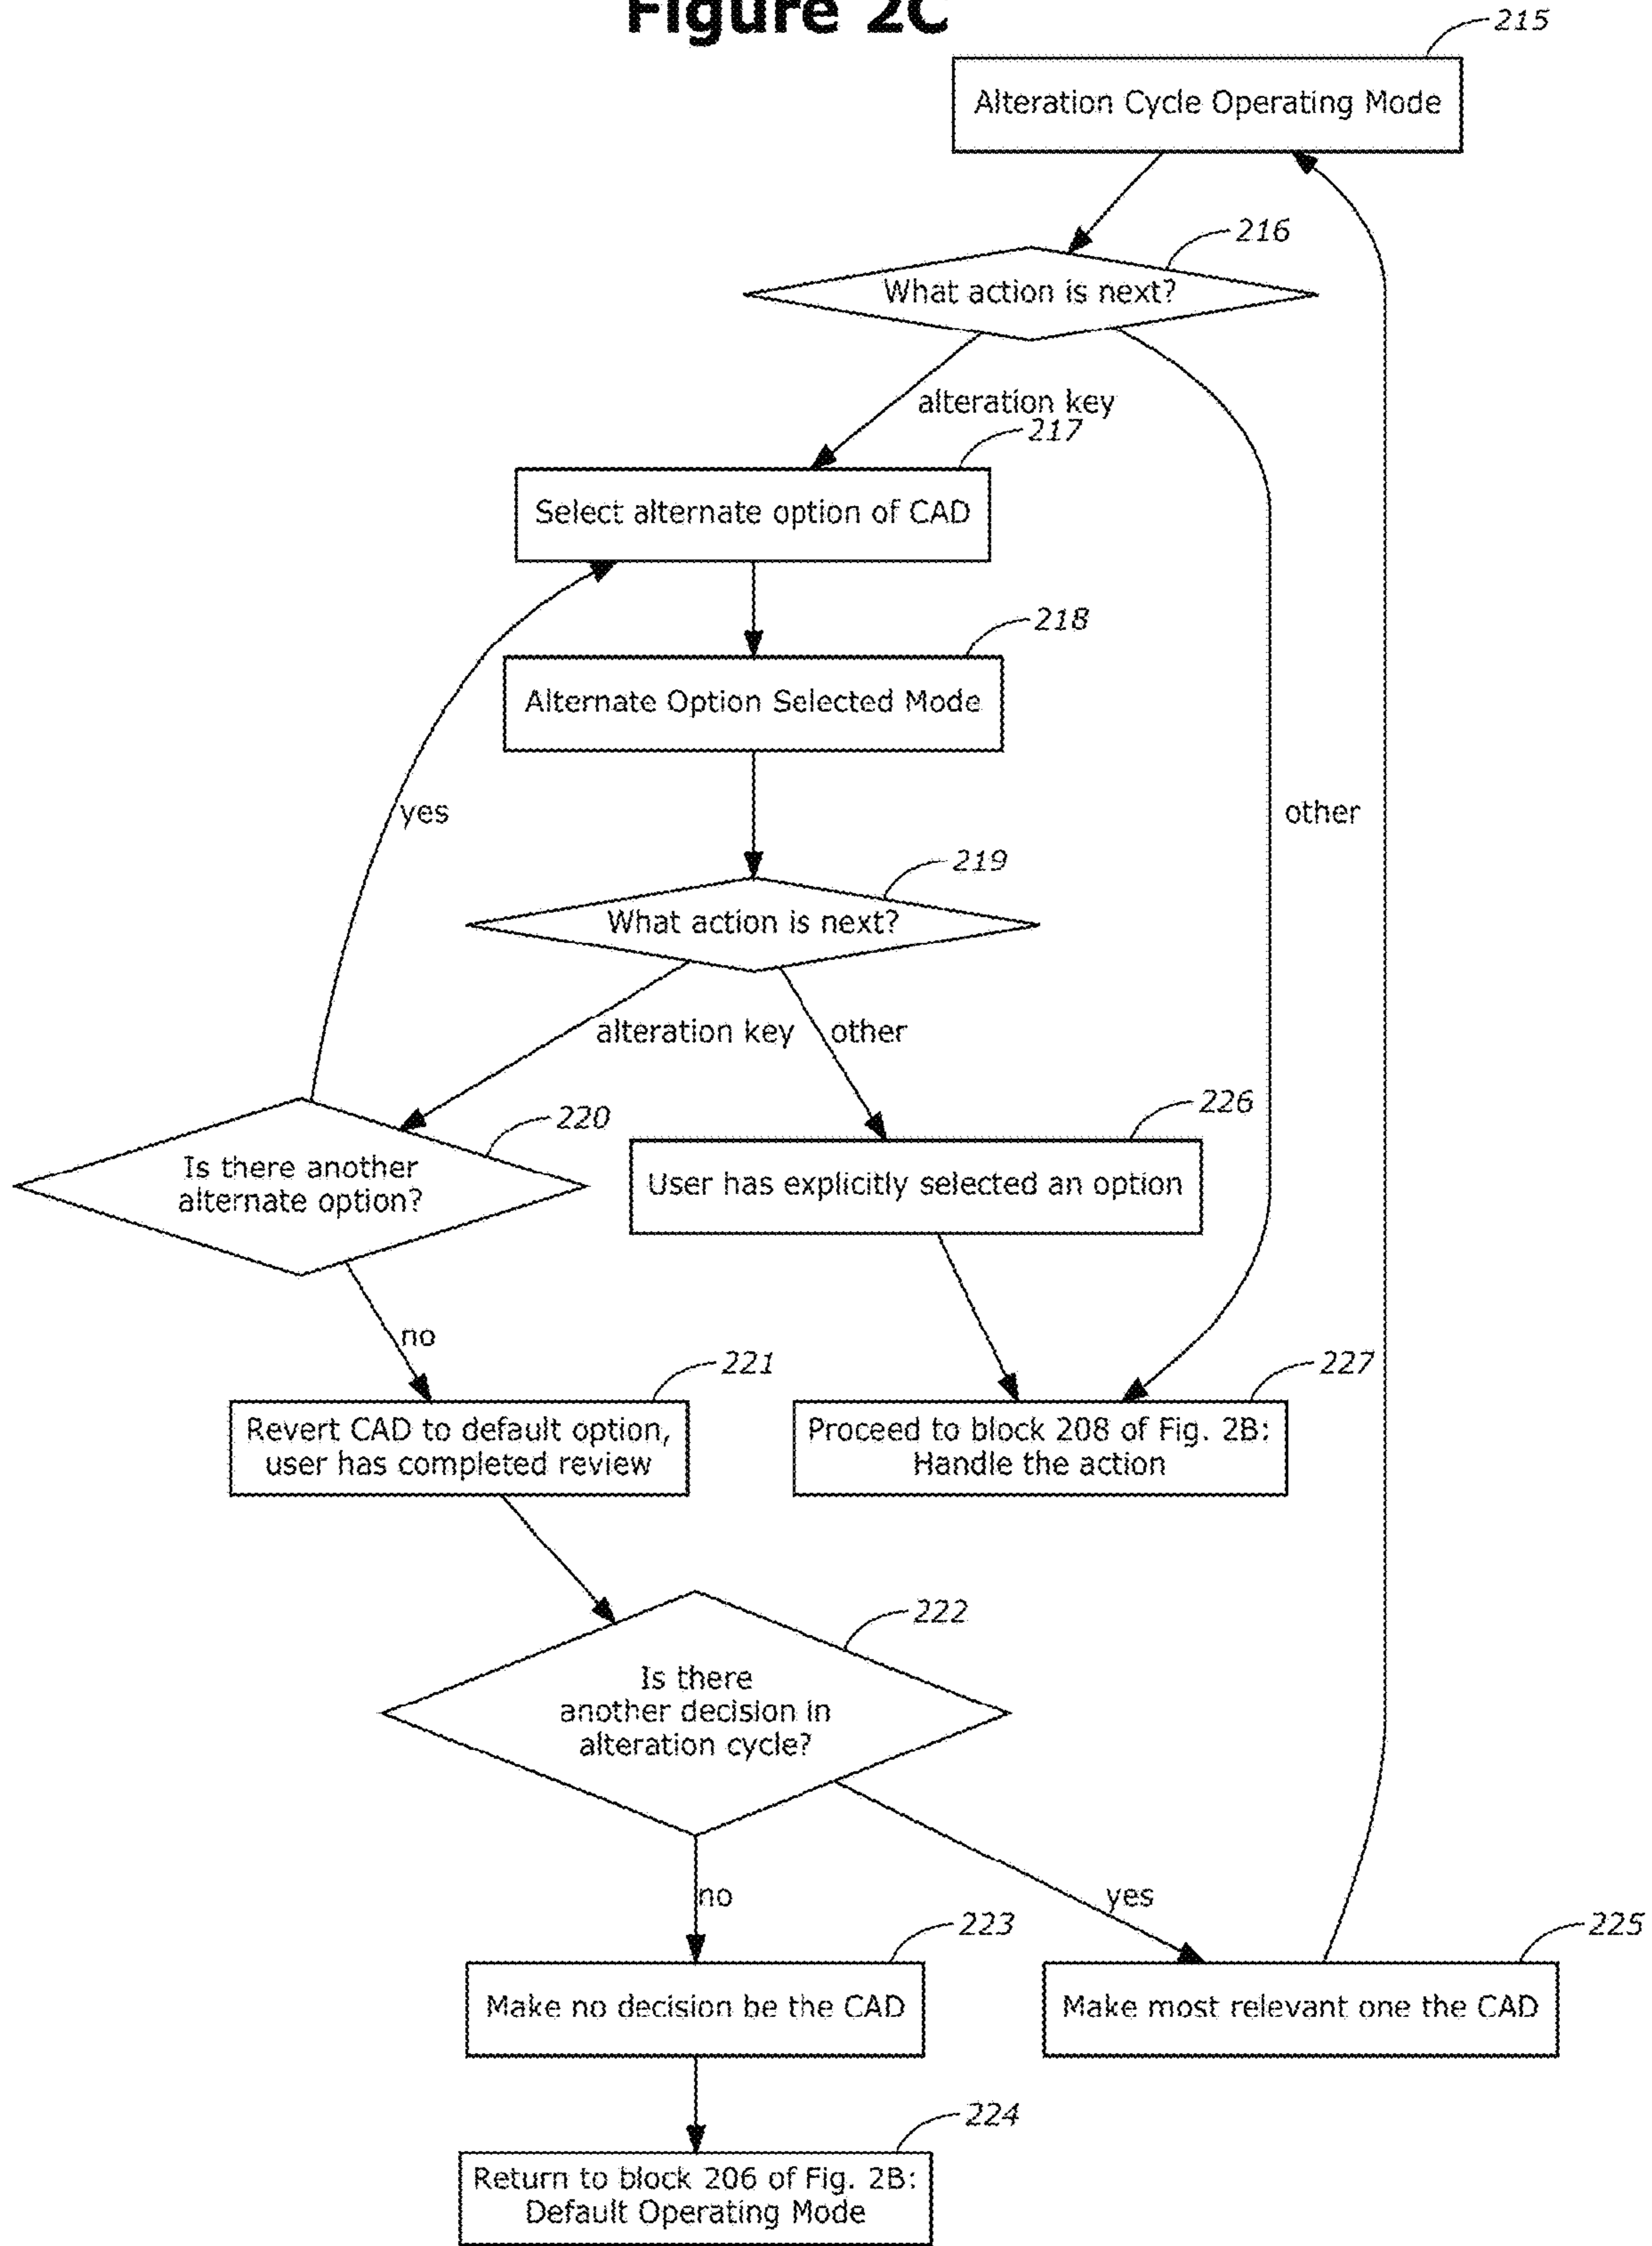 Figure 2C
215
Alteration Cycle Operating Mode
216
What action is next?
alteration key
217
Select alternate option of CAD
218
Alternate Option Selected Mode
yes
other
219
What action is next?
alteration key
other
226
220
Is there another
alternate option?
User has explicitly selected an option
no
221
227
Revert CAD to default option,
user has completed review
Proceed to block 208 of Fig. 2B:
Handle the action
222
Is there
another decision in
alteration cycle?
no
yes
223
225
Make no decision be the CAD
Make most relevant one the CAD
224
Return to block 206 of Fig. 2B:
Default Operating Mode